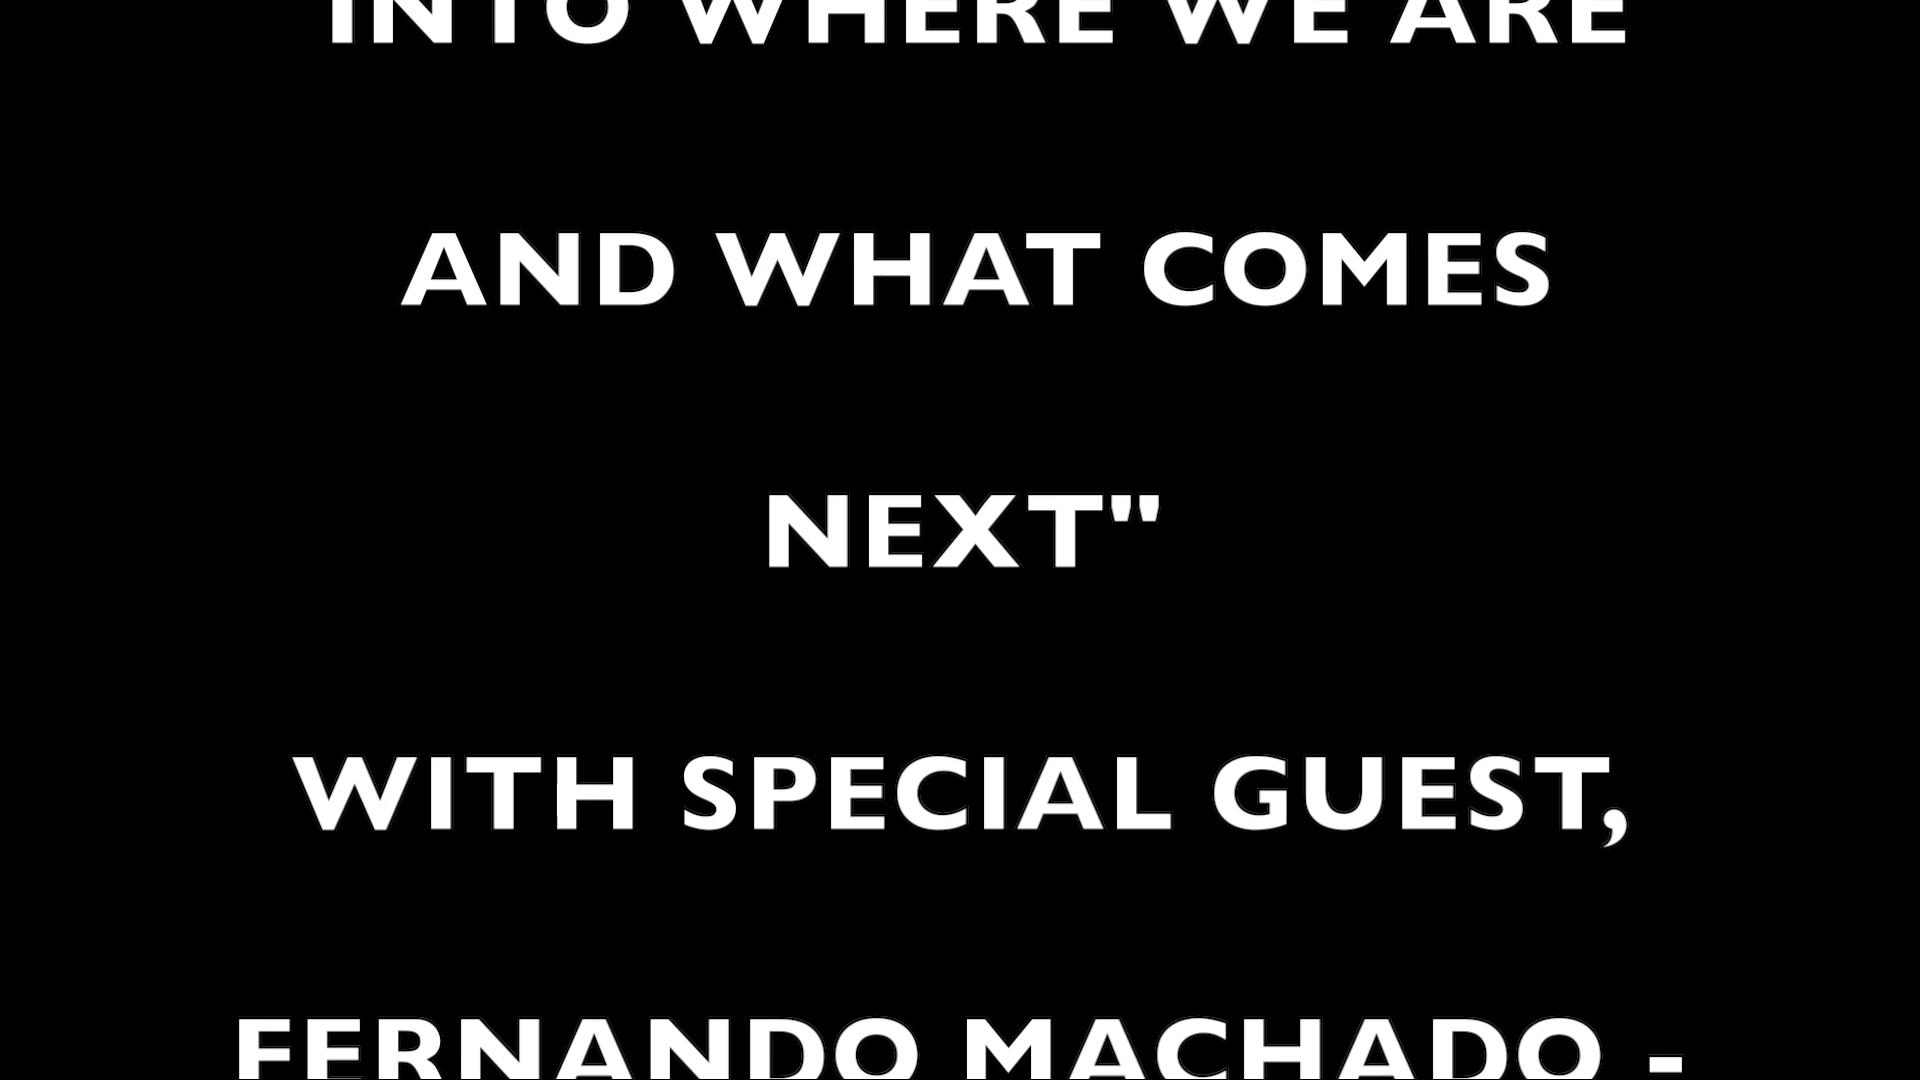 INTO WHERE WE ARE
AND WHAT COMES
NEXT"
WITH SPECIAL GUEST,
FERNANDO MACHADO -